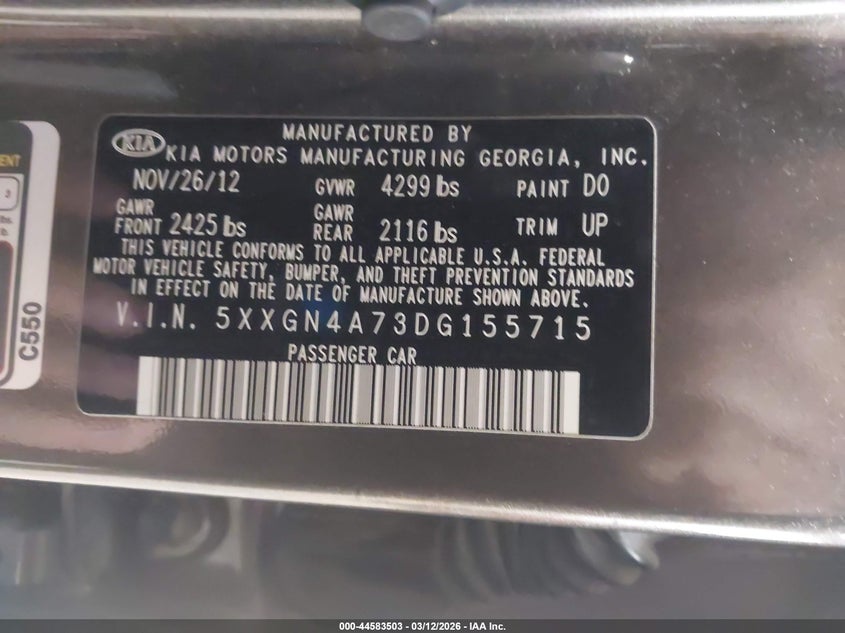 MANUFACTURED BY
KIA KIA MOTORS MANUFACTURING GEORGIA, INC.
NOV/26/12 GVWR 4299 lbs PAINT D0
GAWR FRONT 2425 lbs GAWR REAR 2116 lbs TRIM UP
THIS VEHICLE CONFORMS TO ALL APPLICABLE U.S.A. FEDERAL
MOTOR VEHICLE SAFETY, BUMPER, AND THEFT PREVENTION STANDARDS
IN EFFECT ON THE DATE OF MANUFACTURE SHOWN ABOVE.
V.I.N. 5XXGN4A73DG155715
PASSENGER CAR
C550
000-44583503 - 03/12/2026 - IAA Inc.